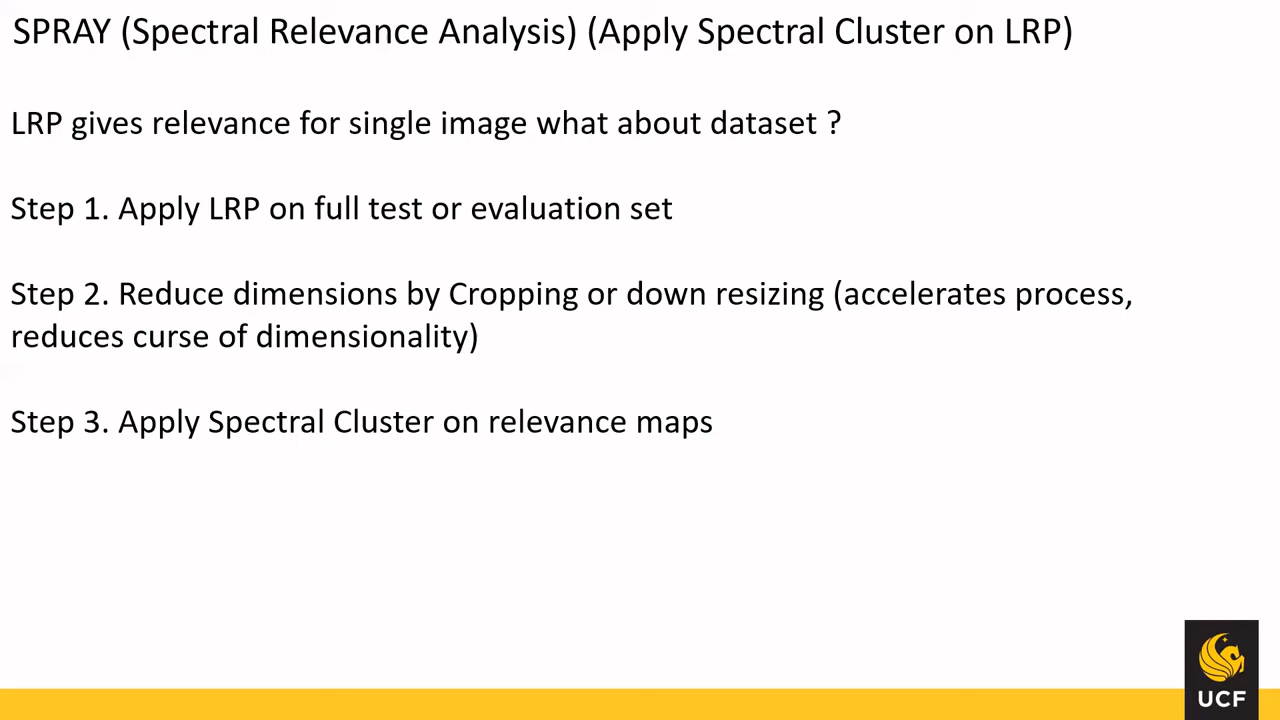 SPRAY (Spectral Relevance Analysis) (Apply Spectral Cluster on LRP)
LRP gives relevance for single image what about dataset ?
Step 1. Apply LRP on full test or evaluation set
Step 2. Reduce dimensions by Cropping or down resizing (accelerates process,
reduces curse of dimensionality)
Step 3. Apply Spectral Cluster on relevance maps
UCF